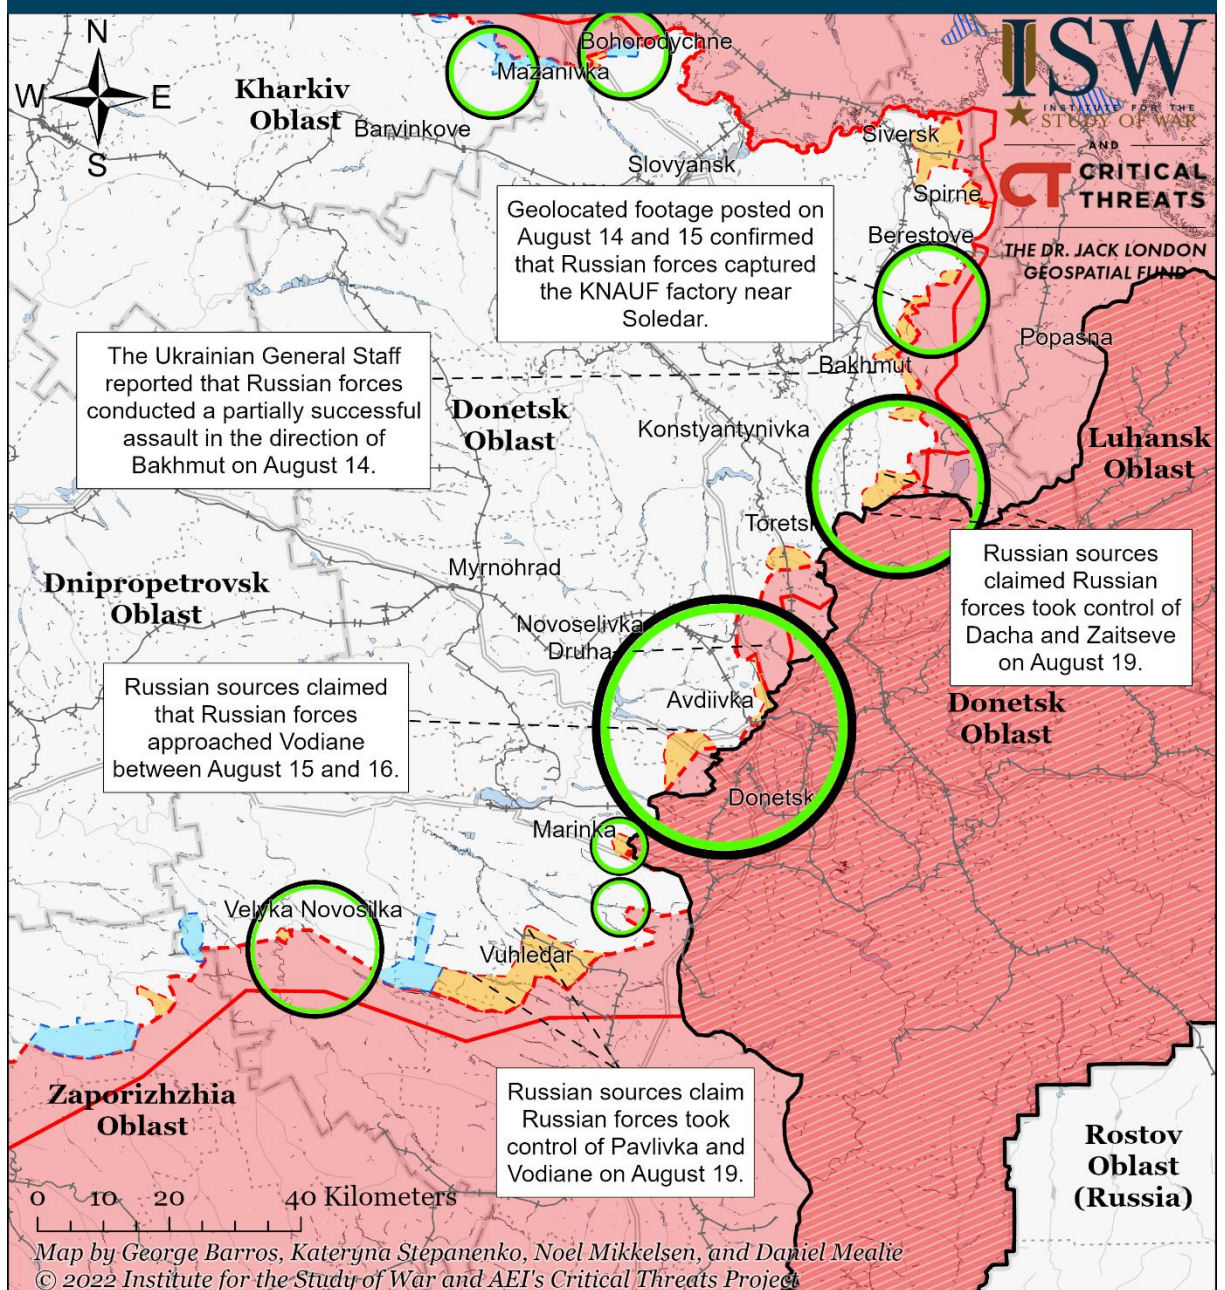 N
W E
S
Kharkiv
Oblast
Mazanivka
Bohorodychne
Barvinkove
Slovyansk
Siversk
Spirne
Berestove
ISW
INSTITUTE FOR THE
STUDY OF WAR
AND
CT CRITICAL
THREATS
THE DR. JACK LONDON
GEOSPATIAL FUND
Geolocated footage posted on
August 14 and 15 confirmed
that Russian forces captured
the KNAUF factory near
Soledar.
The Ukrainian General Staff
reported that Russian forces
conducted a partially successful
assault in the direction of
Bakhmut on August 14.
Popasna
Bakhmut
Donetsk
Oblast
Konstyantynivka
Luhansk
Oblast
Toretsk
Russian sources
claimed Russian
forces took control of
Dacha and Zaitseve
on August 19.
Myrnohrad
Dnipropetrovsk
Oblast
Novoselivka
Druha
Avdiivka
Russian sources claimed
that Russian forces
approached Vodiane
between August 15 and 16.
Donetsk
Oblast
Donetsk
Marinka
Velyka Novosilka
Vuhledar
Zaporizhzhia
Oblast
Russian sources claim
Russian forces took
control of Pavlivka and
Vodiane on August 19.
Rostov
Oblast
(Russia)
0 10 20 40 Kilometers
Map by George Barros, Kateryna Stepanenko, Noel Mikkelsen, and Daniel Mealie
© 2022 Institute for the Study of War and AEI's Critical Threats Project